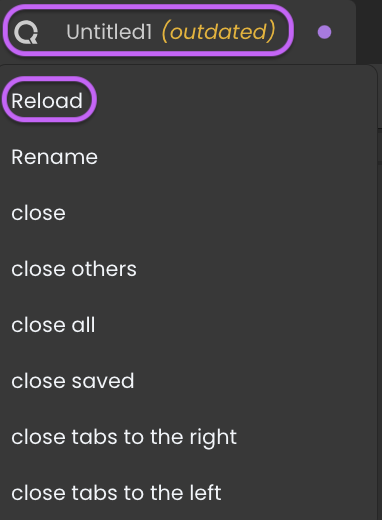 Untitled1 (outdated)
Reload
Rename
close
close others
close all
close saved
close tabs to the right
close tabs to the left